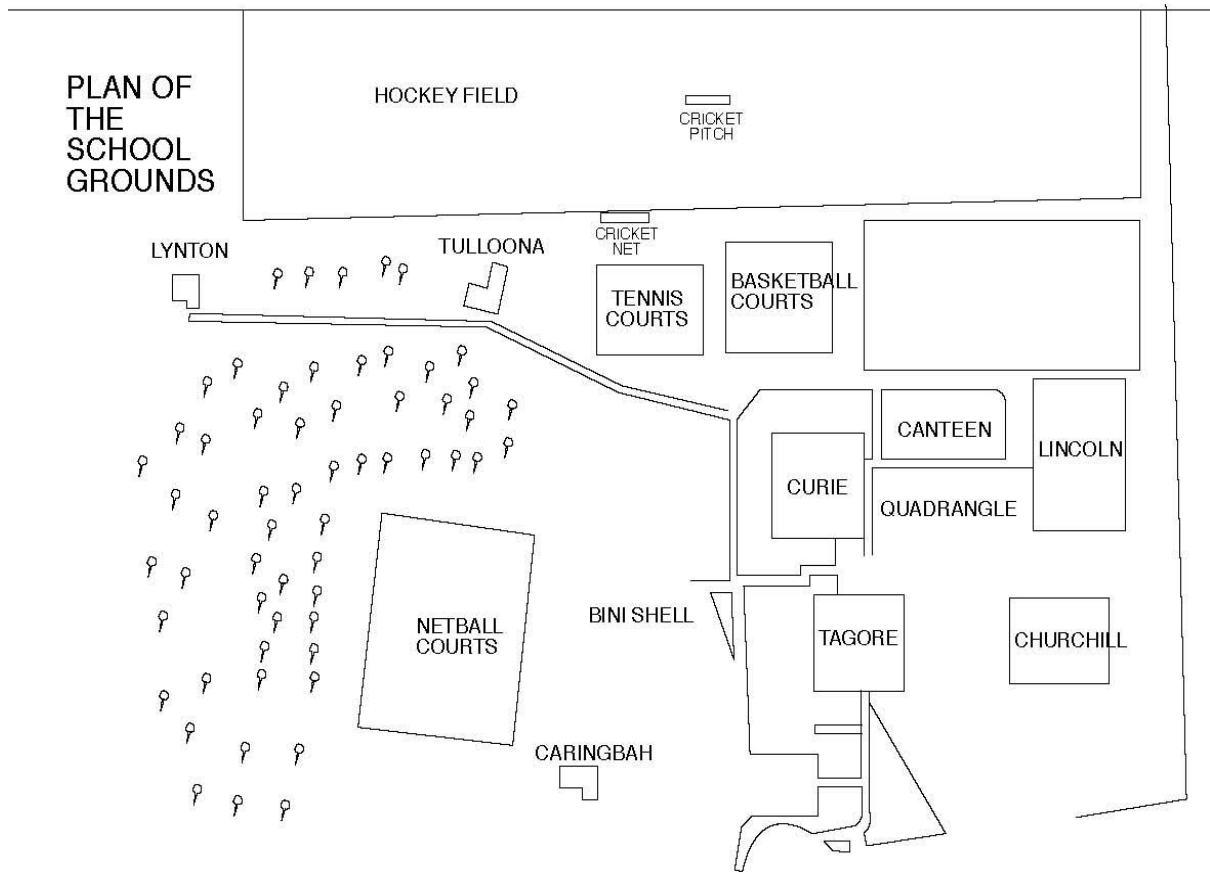 PLAN OF
THE
SCHOOL
GROUNDS
HOCKEY FIELD
CRICKET
PITCH
CRICKET
NET
LYNTON
TULLOONA
TENNIS
COURTS
BASKETBALL
COURTS
CANTEEN
LINCOLN
CURIE
QUADRANGLE
BINI SHELL
NETBALL
COURTS
TAGORE
CHURCHILL
CARINGBAH